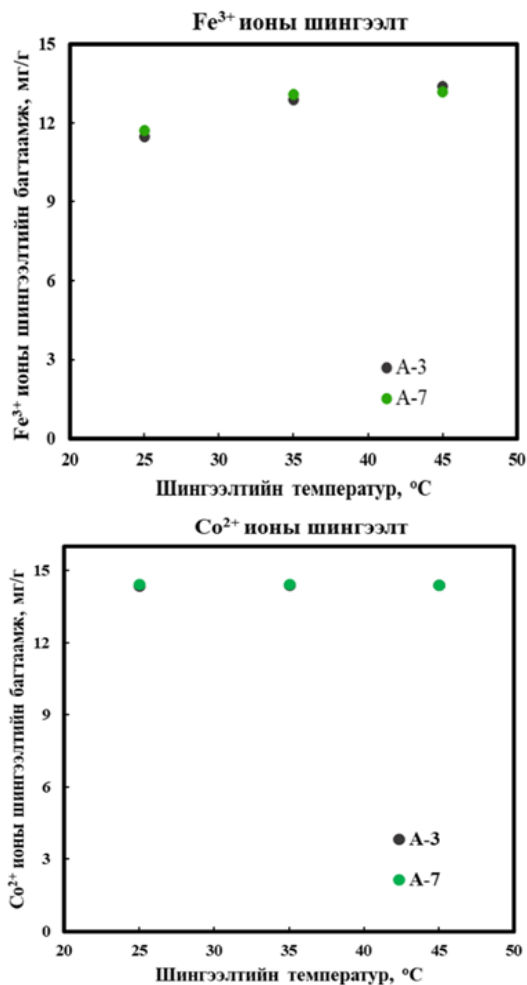 Fe³⁺ ионы шингээлт
Fe³⁺ ионы шингээлтийн багтаамж, мг/г
15
12
9
6
3
0
A-3
A-7
20 25 30 35 40 45 50
Шингээлтийн температур, °C
Co²⁺ ионы шингээлт
Co²⁺ ионы шингээлтийн багтаамж, мг/г
15
12
9
6
3
0
A-3
A-7
20 25 30 35 40 45 50
Шингээлтийн температур, °C